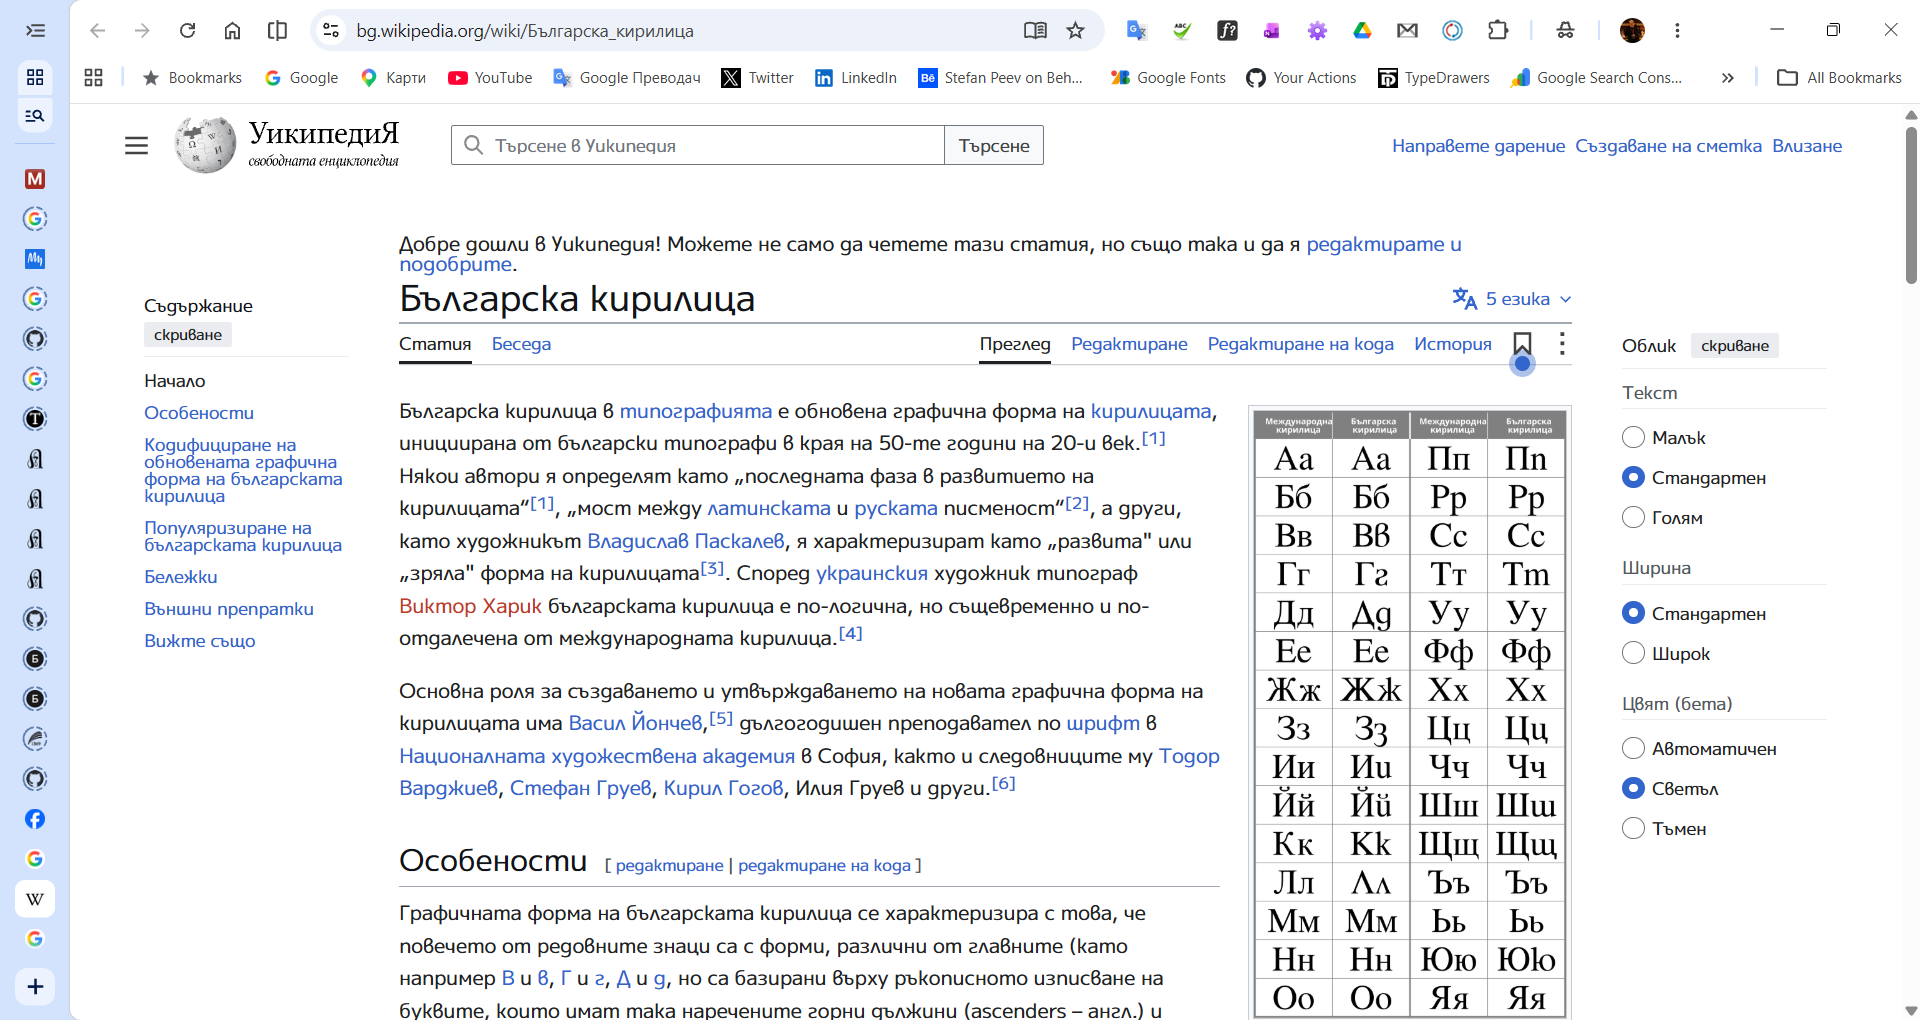 bg.wikipedia.org/wiki/Българска_кирилица
Bookmarks Google Карти YouTube Google Преводач Twitter LinkedIn Stefan Peev on Beh... Google Fonts Your Actions TypeDrawers Google Search Cons... » All Bookmarks
УикипедиЯ
свободната енциклопедия
Търсене в Уикипедия Търсене
Направете дарение Създаване на сметка Влизане
Добре дошли в Уикипедия! Можете не само да четете тази статия, но също така и да я редактирате и
подобрите.
Българска кирилица
5 езика
Статия Беседа Преглед Редактиране Редактиране на кода История
Съдържание
скриване
Начало
Особености
Кодифициране на
обновената графична
форма на българската
кирилица
Популяризиране на
българската кирилица
Бележки
Външни препратки
Вижте също
Българска кирилица в типографията е обновена графична форма на кирилицата,
инициирана от български типографи в края на 50-те години на 20-и век.[1]
Някои автори я определят като „последната фаза в развитието на
кирилицата“[1], „мост между латинската и руската писменост“[2], а други,
като художникът Владислав Паскалев, я характеризират като „развита" или
„зряла" форма на кирилицата[3]. Според украинския художник типограф
Виктор Харик българската кирилица е по-логична, но същевременно и по-
отдалечена от международната кирилица.[4]
Основна роля за създаването и утвърждаването на новата графична форма на
кирилицата има Васил Йончев,[5] дългогодишен преподавател по шрифт в
Националната художествена академия в София, както и следовниците му Тодор
Варджиев, Стефан Груев, Кирил Гогов, Илия Груев и други.[6]
Особености [ редактиране | редактиране на кода ]
Графичната форма на българската кирилица се характеризира с това, че
повечето от редовните знаци са с форми, различни от главните (като
например В и в, Г и г, Д и д, но са базирани върху ръкописното изписване на
буквите, които имат така наречените горни дължини (ascenders – англ.) и
Международна кирилица Българска кирилица Международна кирилица Българска кирилица
Аа Аа Пп Пп
Бб Бб Рр Рр
Вв Вв Сс Сс
Гг Гг Тт Тт
Дд Дд Уу Уу
Ее Ее Фф Фф
Жж Жж Хх Хх
Зз Зз Цц Цц
Ии Ии Чч Чч
Йй Йй Шш Шш
Кк Кк Щщ Щщ
Лл Лл Ъъ Ъъ
Мм Мм Ьь Ьь
Нн Нн Юю Юю
Оо Оо Яя Яя
Облик скриване
Текст
Малък
Стандартен
Голям
Ширина
Стандартен
Широк
Цвят (бета)
Автоматичен
Светъл
Тъмен